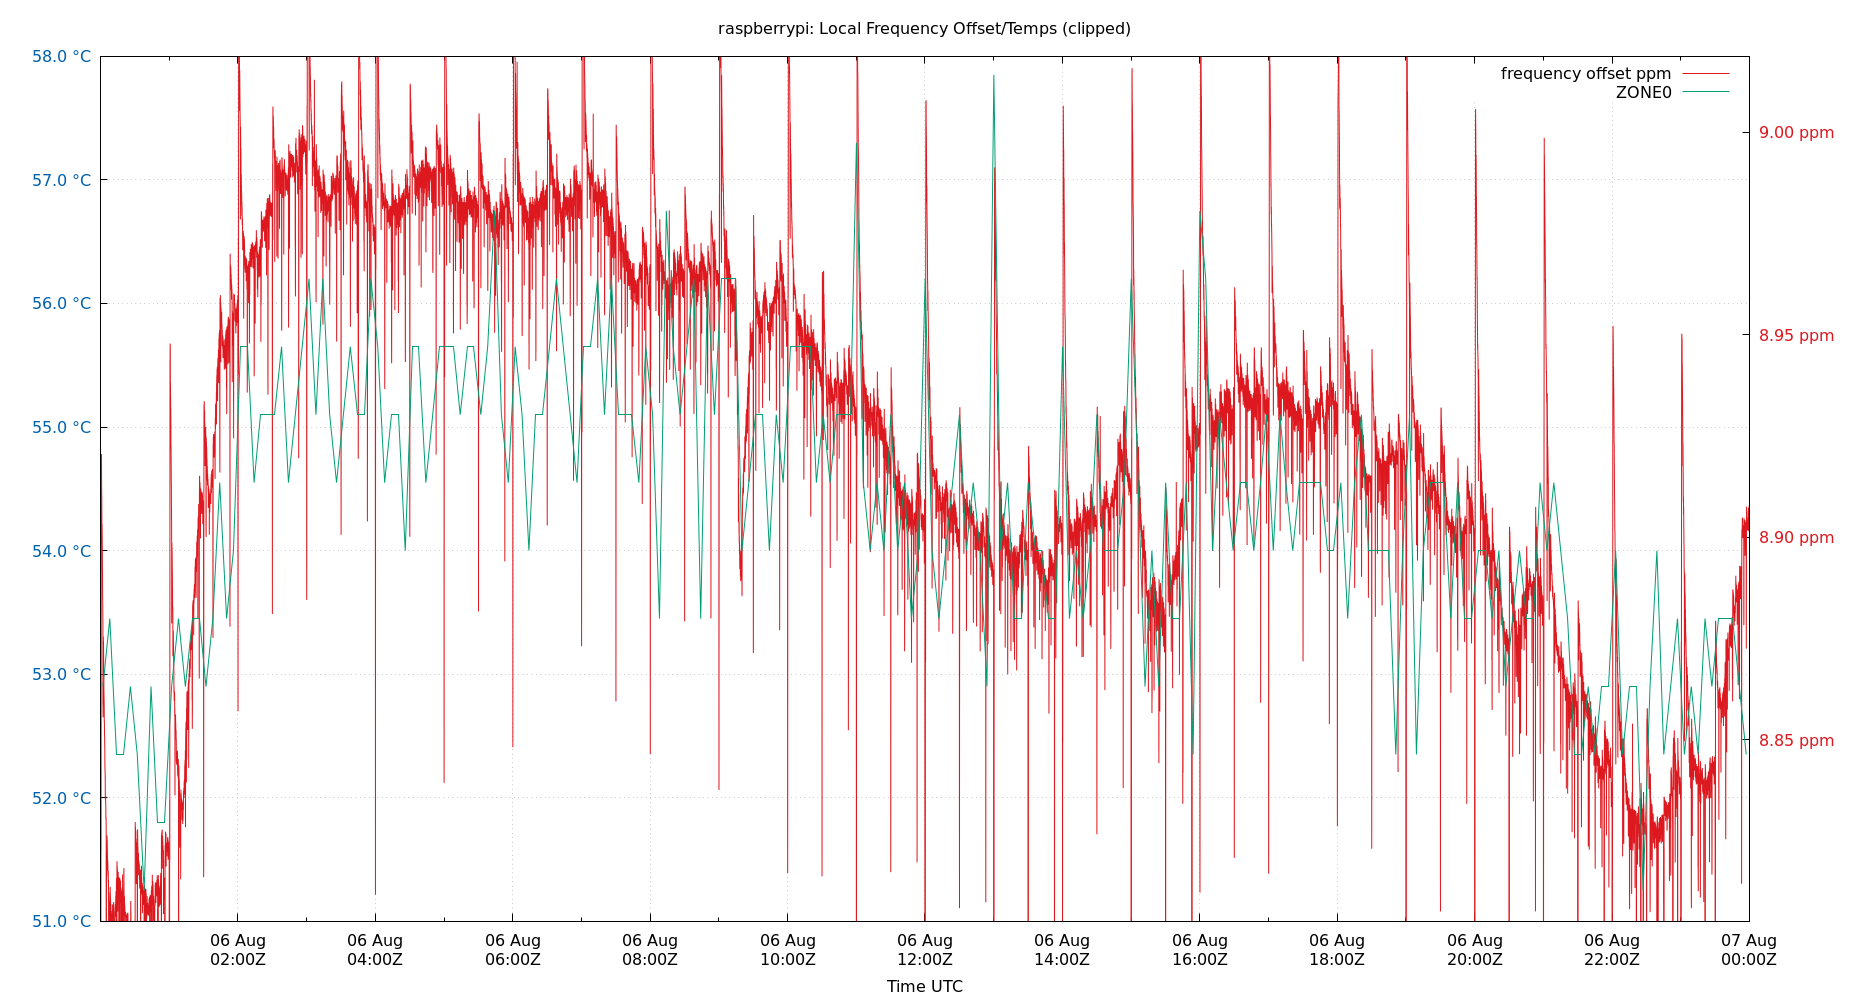 raspberrypi: Local Frequency Offset/Temps (clipped)
frequency offset ppm
ZONE0
58.0 °C
57.0 °C
56.0 °C
55.0 °C
54.0 °C
53.0 °C
52.0 °C
51.0 °C
9.00 ppm
8.95 ppm
8.90 ppm
8.85 ppm
06 Aug 06 Aug 06 Aug 06 Aug 06 Aug 06 Aug 06 Aug 06 Aug 06 Aug 06 Aug 06 Aug 07 Aug
02:00Z 04:00Z 06:00Z 08:00Z 10:00Z 12:00Z 14:00Z 16:00Z 18:00Z 20:00Z 22:00Z 00:00Z
Time UTC